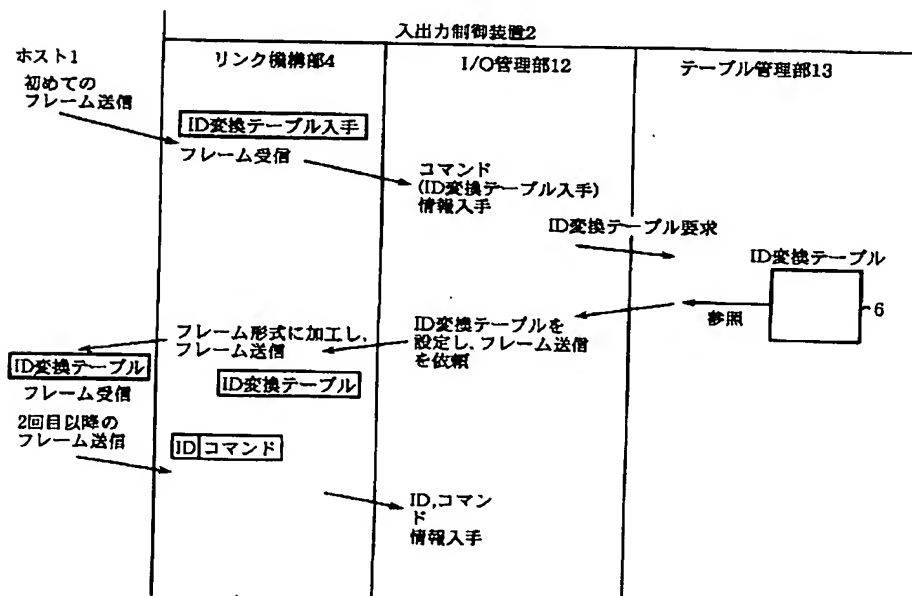 入出力制御装置2
ホスト1
リンク機構部4
I/O管理部12
テーブル管理部13
初めての
フレーム送信
ID変換テーブル入手
フレーム受信
コマンド
(ID変換テーブル入手)
情報入手
ID変換テーブル要求
ID変換テーブル
6
参照
ID変換テーブルを
設定し、フレーム送信
を依頼
フレーム形式に加工し、
フレーム送信
ID変換テーブル
ID変換テーブル
フレーム受信
2回目以降の
フレーム送信
ID コマンド
ID,コマン
ド
情報入手